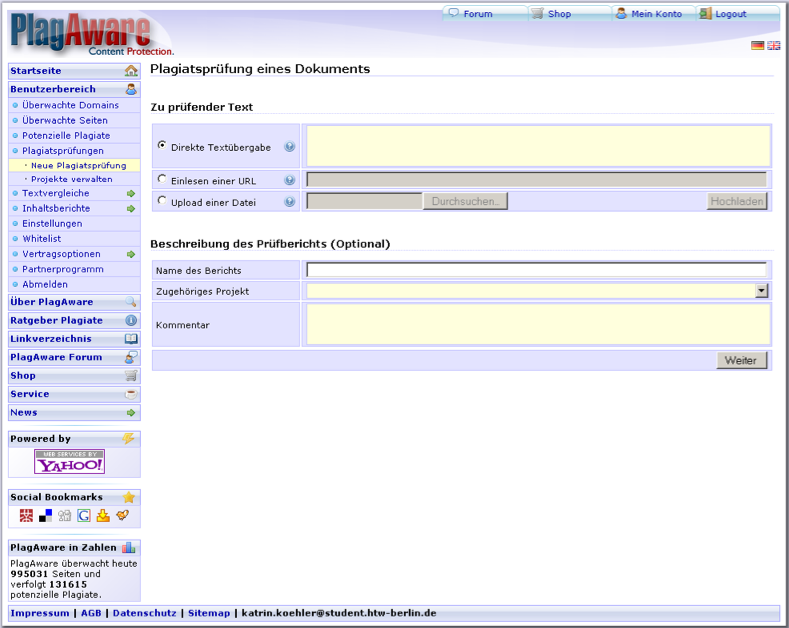 Forum
Shop
Mein Konto
Logout
PlagAware
Content Protection.
Startseite
Benutzerbereich
Überwachte Domains
Überwachte Seiten
Potenzielle Plagiate
Plagiatsprüfungen
Neue Plagiatsprüfung
Projekte verwalten
Textvergleiche
Inhaltsberichte
Einstellungen
Whitelist
Vertragsoptionen
Partnerprogramm
Abmelden
Über PlagAware
Ratgeber Plagiate
Linkverzeichnis
PlagAware Forum
Shop
Service
News
Powered by
WEB SERVICES BY
YAHOO!
Social Bookmarks
G
PlagAware in Zahlen
PlagAware überwacht heute
995031 Seiten und
verfolgt 131615
potenzielle Plagiate.
Plagiatsprüfung eines Dokuments
Zu prüfender Text
Direkte Textübergabe
Einlesen einer URL
Upload einer Datei
Durchsuchen...
Hochladen
Beschreibung des Prüfberichts (Optional)
Name des Berichts
Zugehöriges Projekt
Kommentar
Weiter
Impressum | AGB | Datenschutz | Sitemap | katrin.koehler@student.htw-berlin.de